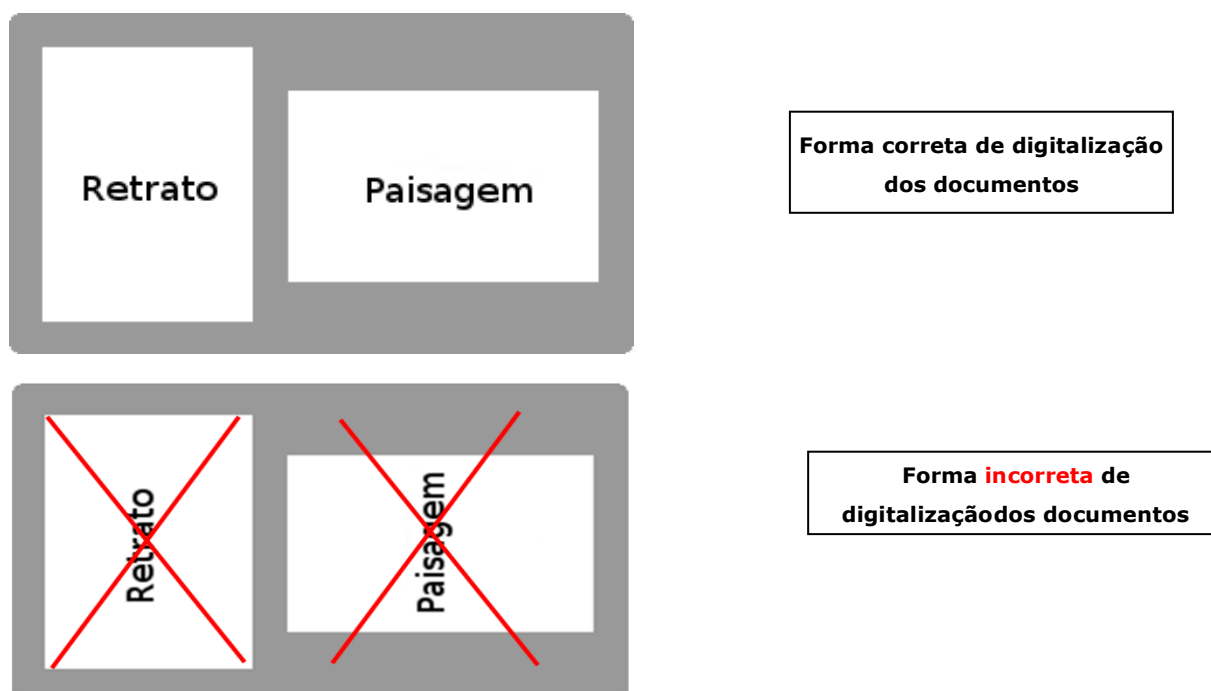 Retrato
Paisagem
Forma correta de digitalização
dos documentos
Retrato
Paisagem
Forma incorreta de
digitalizaçãodos documentos